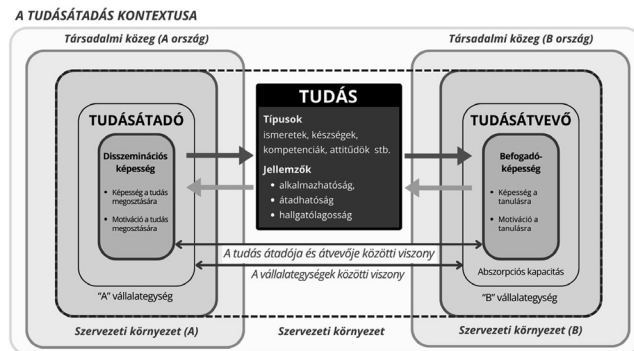 A TUDÁSÁTADÁS KONTEXTUSA
Társadalmi közeg (A ország)
Társadalmi közeg (B ország)
TUDÁSÁTADÓ
Disszeminációs
képesség
• Képesség a tudás
megosztására
• Motiváció a tudás
megosztására
"A" vállalategység
Szervezeti környezet (A)
TUDÁS
Típusok
ismeretek, készségek,
kompetenciák, attitűdök stb.
Jellemzők
• alkalmazhatóság,
• átadhatóság
• hallgatólagosság
A tudás átadója és átvevője közötti viszony
A vállalategységek közötti viszony
Szervezeti környezet
TUDÁSÁTVEVŐ
Befogadó-
képesség
• Képesség a
tanulásra
• Motiváció a
tanulásra
Abszorpciós kapacitás
"B" vállalategység
Szervezeti környezet (B)